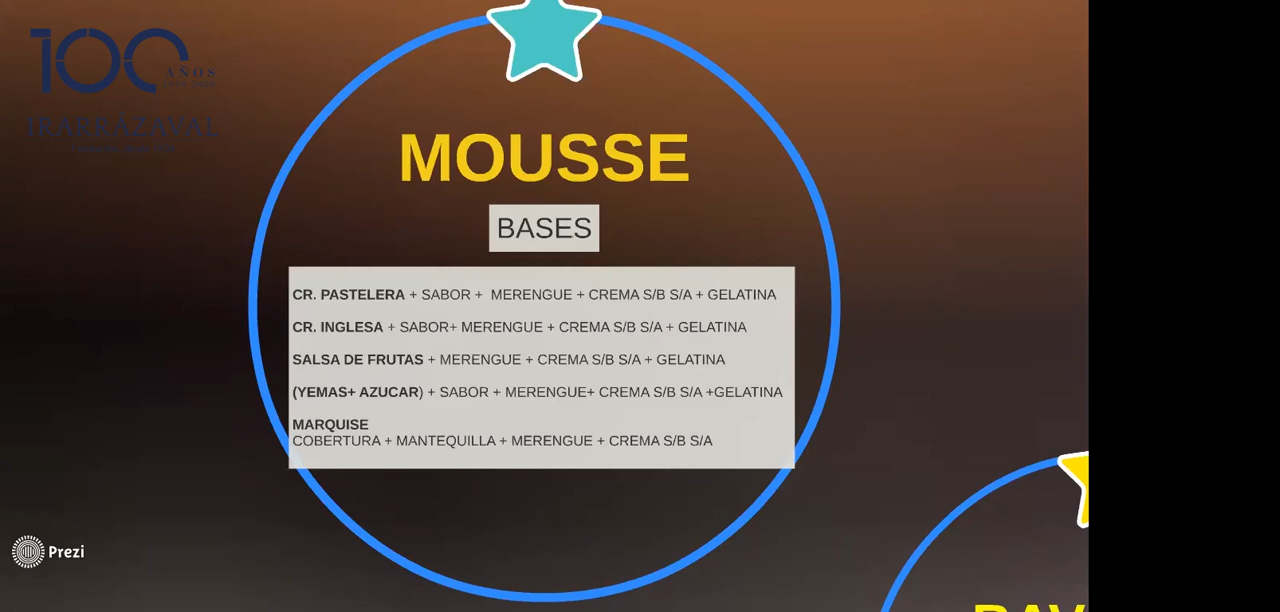 100
AÑOS
IRARRÁZAVAL
MOUSSE
BASES
CR. PASTELERA + SABOR +  MERENGUE + CREMA S/B S/A + GELATINA
CR. INGLESA + SABOR+ MERENGUE + CREMA S/B S/A + GELATINA
SALSA DE FRUTAS + MERENGUE + CREMA S/B S/A + GELATINA
(YEMAS+ AZUCAR) + SABOR + MERENGUE+ CREMA S/B S/A +GELATINA
MARQUISE
COBERTURA + MANTEQUILLA + MERENGUE + CREMA S/B S/A
Prezi